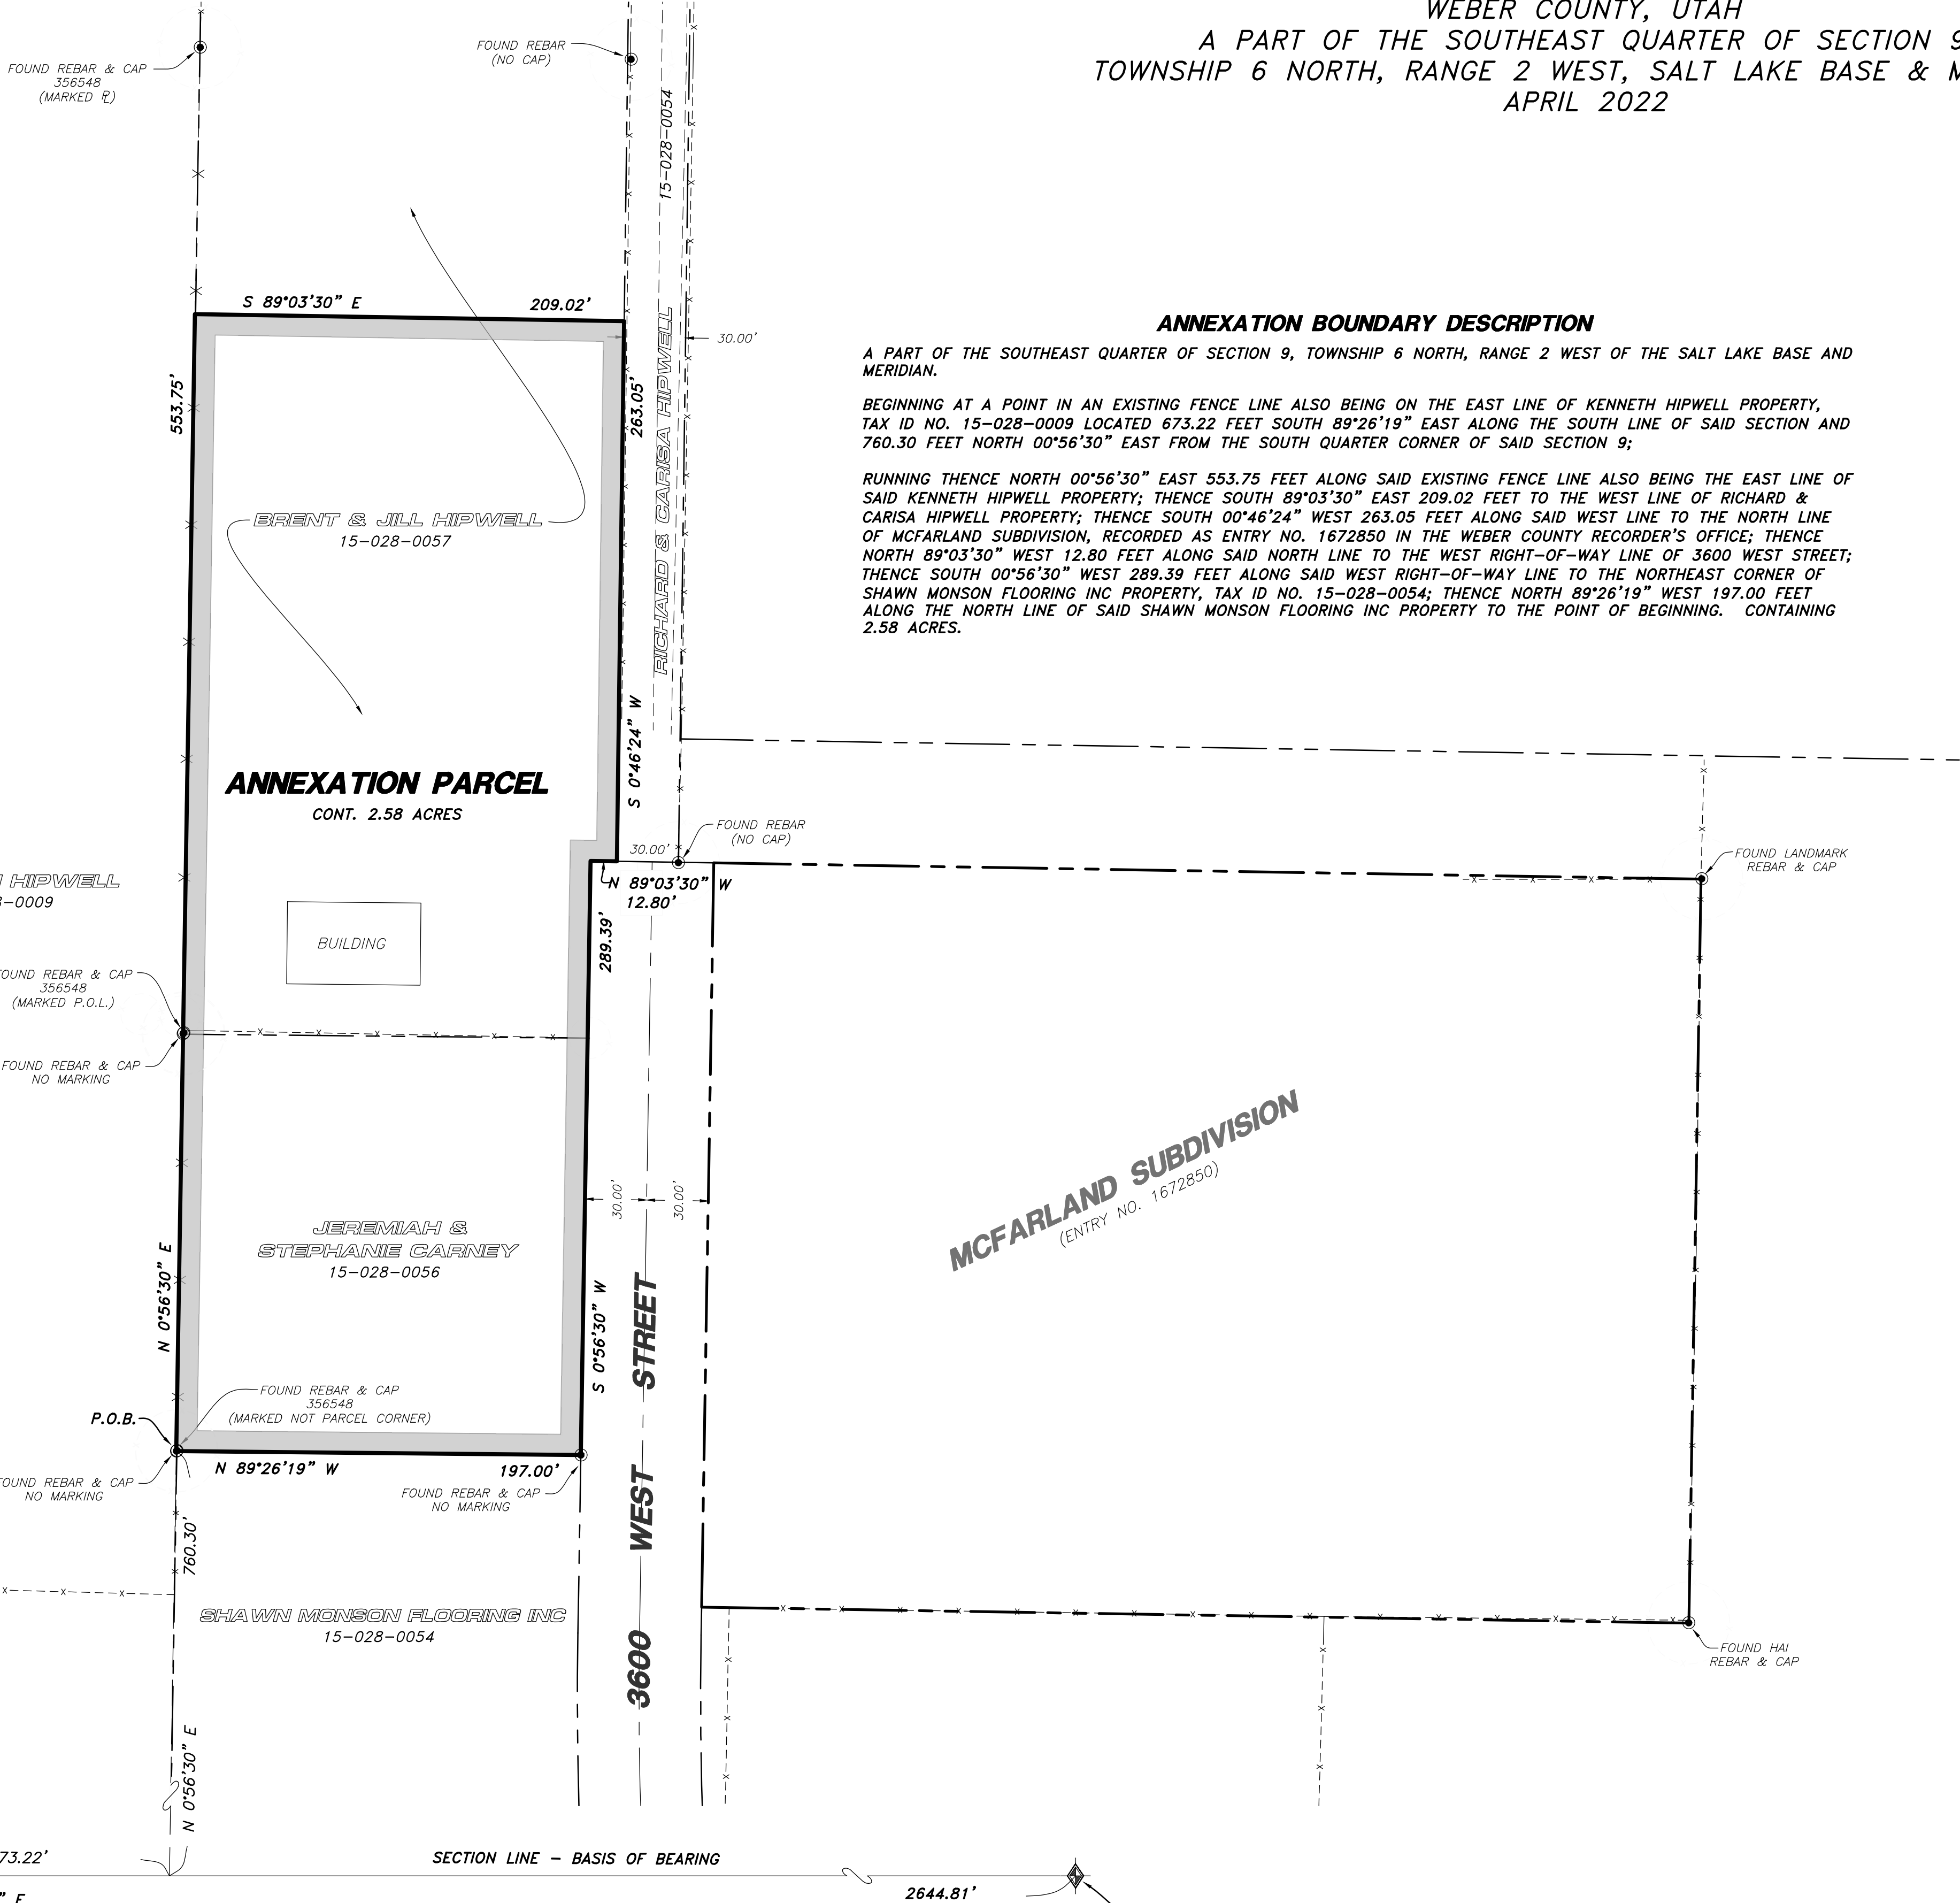 WEBER COUNTY, UTAH
A PART OF THE SOUTHEAST QUARTER OF SECTION 9
TOWNSHIP 6 NORTH, RANGE 2 WEST, SALT LAKE BASE & M
APRIL 2022
FOUND REBAR & CAP
356548
(MARKED ⅊)
FOUND REBAR
(NO CAP)
15-028-0054
S 89°03'30" E
209.02'
30.00'
553.75'
263.05'
RICHARD & CARISA HIPWELL
BRENT & JILL HIPWELL
15-028-0057
ANNEXATION BOUNDARY DESCRIPTION
A PART OF THE SOUTHEAST QUARTER OF SECTION 9, TOWNSHIP 6 NORTH, RANGE 2 WEST OF THE SALT LAKE BASE AND
MERIDIAN.
BEGINNING AT A POINT IN AN EXISTING FENCE LINE ALSO BEING ON THE EAST LINE OF KENNETH HIPWELL PROPERTY,
TAX ID NO. 15-028-0009 LOCATED 673.22 FEET SOUTH 89°26'19" EAST ALONG THE SOUTH LINE OF SAID SECTION AND
760.30 FEET NORTH 00°56'30" EAST FROM THE SOUTH QUARTER CORNER OF SAID SECTION 9;
RUNNING THENCE NORTH 00°56'30" EAST 553.75 FEET ALONG SAID EXISTING FENCE LINE ALSO BEING THE EAST LINE OF
SAID KENNETH HIPWELL PROPERTY; THENCE SOUTH 89°03'30" EAST 209.02 FEET TO THE WEST LINE OF RICHARD &
CARISA HIPWELL PROPERTY; THENCE SOUTH 00°46'24" WEST 263.05 FEET ALONG SAID WEST LINE TO THE NORTH LINE
OF MCFARLAND SUBDIVISION, RECORDED AS ENTRY NO. 1672850 IN THE WEBER COUNTY RECORDER'S OFFICE; THENCE
NORTH 89°03'30" WEST 12.80 FEET ALONG SAID NORTH LINE TO THE WEST RIGHT-OF-WAY LINE OF 3600 WEST STREET;
THENCE SOUTH 00°56'30" WEST 289.39 FEET ALONG SAID WEST RIGHT-OF-WAY LINE TO THE NORTHEAST CORNER OF
SHAWN MONSON FLOORING INC PROPERTY, TAX ID NO. 15-028-0054; THENCE NORTH 89°26'19" WEST 197.00 FEET
ALONG THE NORTH LINE OF SAID SHAWN MONSON FLOORING INC PROPERTY TO THE POINT OF BEGINNING. CONTAINING
2.58 ACRES.
S 0°46'24" W
ANNEXATION PARCEL
CONT. 2.58 ACRES
FOUND REBAR
(NO CAP)
30.00'
N 89°03'30" W
12.80'
FOUND LANDMARK
REBAR & CAP
HIPWELL
-0009
BUILDING
289.39'
FOUND REBAR & CAP
356548
(MARKED P.O.L.)
FOUND REBAR & CAP
NO MARKING
MCFARLAND SUBDIVISION
(ENTRY NO. 1672850)
30.00'
30.00'
JEREMIAH &
STEPHANIE CARNEY
15-028-0056
N 0°56'30" E
S 0°56'30" W
3600 WEST STREET
FOUND REBAR & CAP
356548
(MARKED NOT PARCEL CORNER)
P.O.B.
N 89°26'19" W
197.00'
OUND REBAR & CAP
NO MARKING
FOUND REBAR & CAP
NO MARKING
760.30'
SHAWN MONSON FLOORING INC
15-028-0054
FOUND HAI
REBAR & CAP
N 0°56'30" E
73.22'
SECTION LINE - BASIS OF BEARING
2644.81'
" E